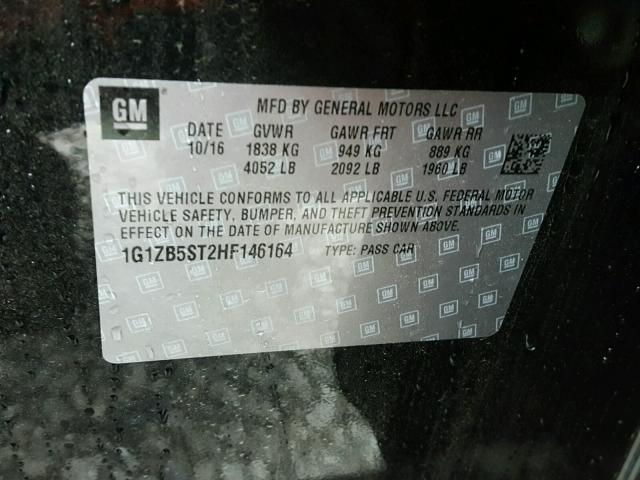 GM
MFD BY GENERAL MOTORS LLC
DATE GVWR GAWR FRT GAWR RR
10/16 1838 KG 949 KG 889 KG
4052 LB 2092 LB 1960 LB
THIS VEHICLE CONFORMS TO ALL APPLICABLE U.S. FEDERAL MOTOR
VEHICLE SAFETY, BUMPER, AND THEFT PREVENTION STANDARDS IN
EFFECT ON THE DATE OF MANUFACTURE SHOWN ABOVE.
1G1ZB5ST2HF146164 TYPE: PASS CAR